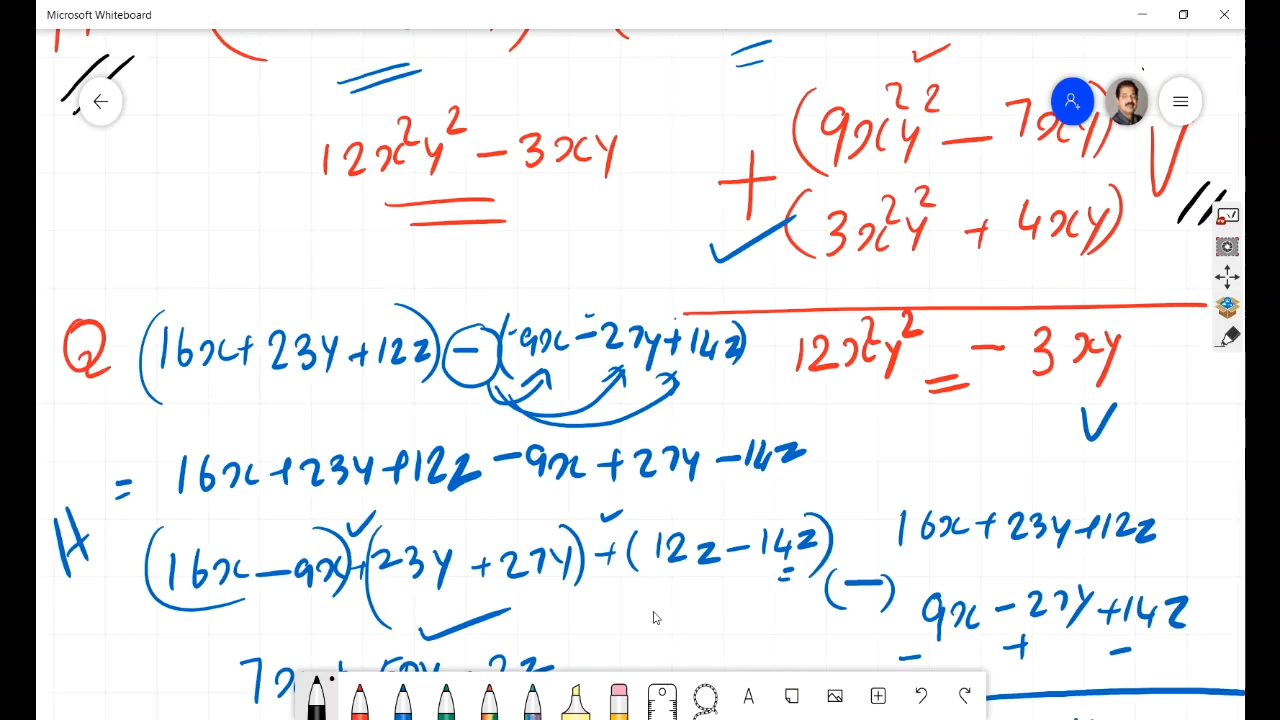 Microsoft Whiteboard
12x²y² - 3xy
(9xy²² - 7xy)
+ (3x²y² + 4xy)
12x²y² - 3xy
Q (16x + 23y + 12z) - (9x - 27y + 14z)
= 16x + 23y + 12z - 9x + 27y - 14z
H (16x - 9x) + (23y + 27y) + (12z - 14z)
16x + 23y + 12z
(-) 9x - 27y + 14z
- + -
A